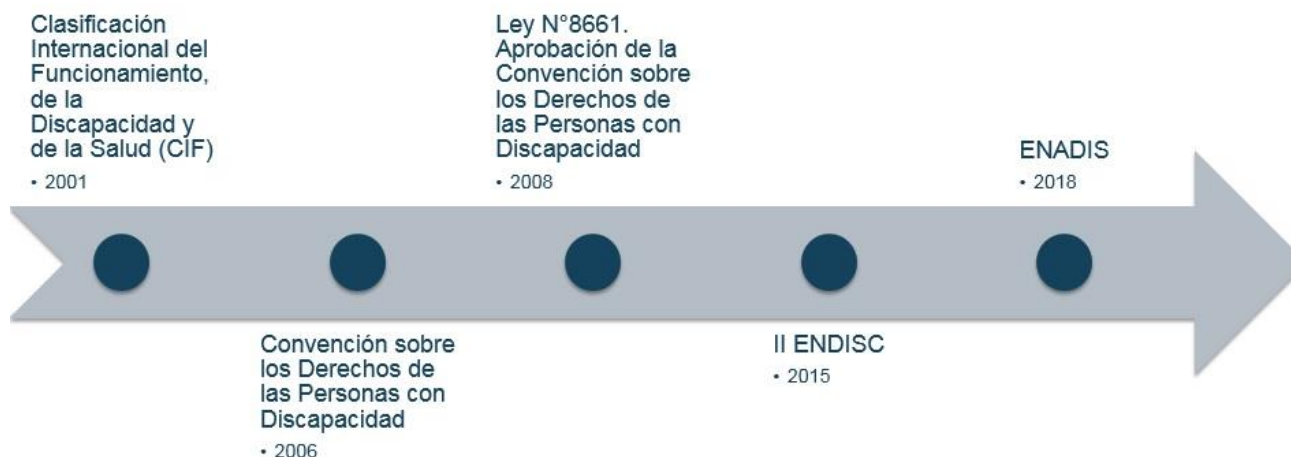 Clasificación
Internacional del
Funcionamiento,
de la
Discapacidad y
de la Salud (CIF)
• 2001
Convención sobre
los Derechos de
las Personas con
Discapacidad
• 2006
Ley N°8661.
Aprobación de la
Convención sobre
los Derechos de
las Personas con
Discapacidad
• 2008
II ENDISC
• 2015
ENADIS
• 2018